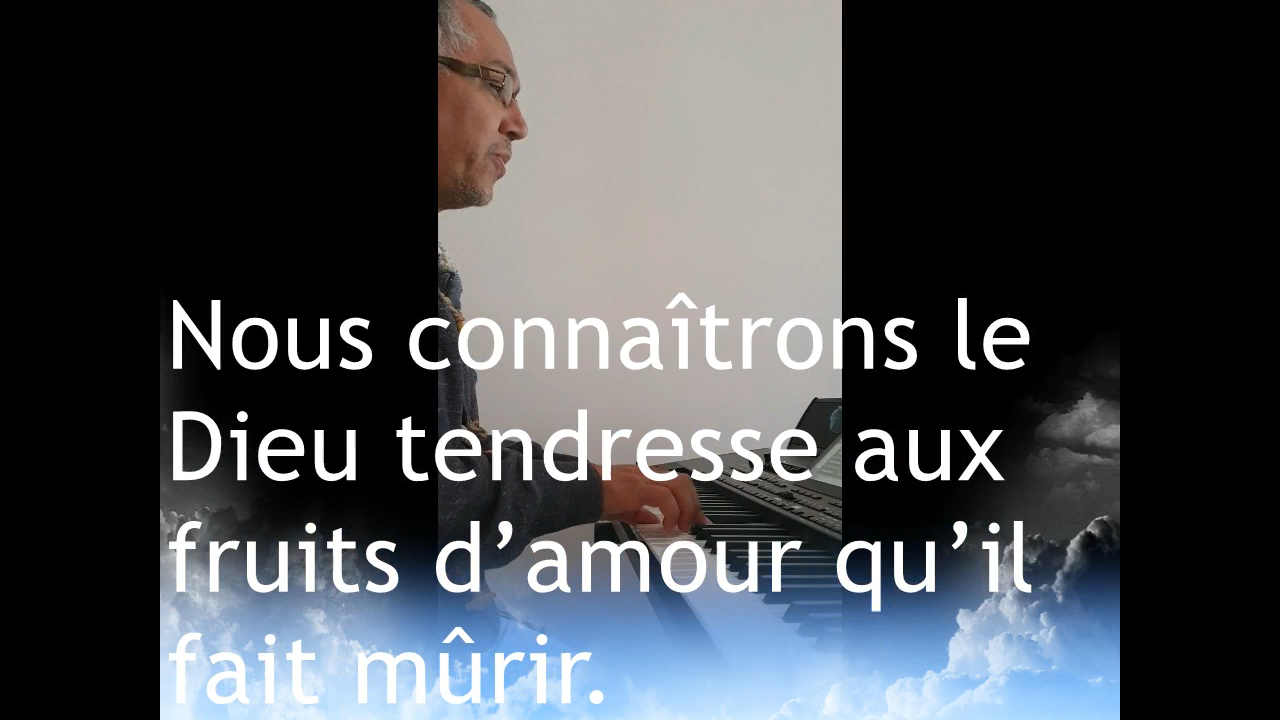 Nous connaîtrons le
Dieu tendresse aux
fruits d’amour qu’il
fait mûrir.